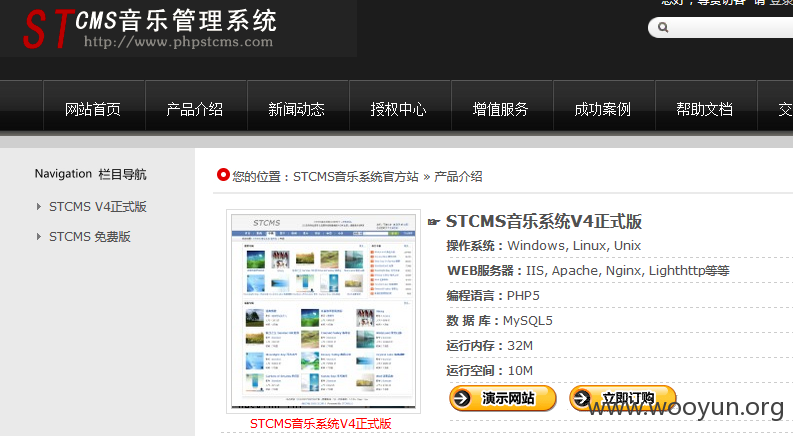 您好，尊贵访客 请 登录
STCMS音乐管理系统
http://www.phpstcms.com
网站首页 产品介绍 新闻动态 授权中心 增值服务 成功案例 帮助文档 交
Navigation 栏目导航
STCMS V4正式版
STCMS 免费版
您的位置：STCMS音乐系统官方站 » 产品介绍
STCMS
STCMS音乐系统V4正式版
☛ STCMS音乐系统V4正式版
操作系统：Windows, Linux, Unix
WEB服务器：IIS, Apache, Nginx, Lighthttp等等
编程语言：PHP5
数 据 库：MySQL5
运行内存：32M
运行空间：10M
演示网站 立即订购
www.wooyun.org